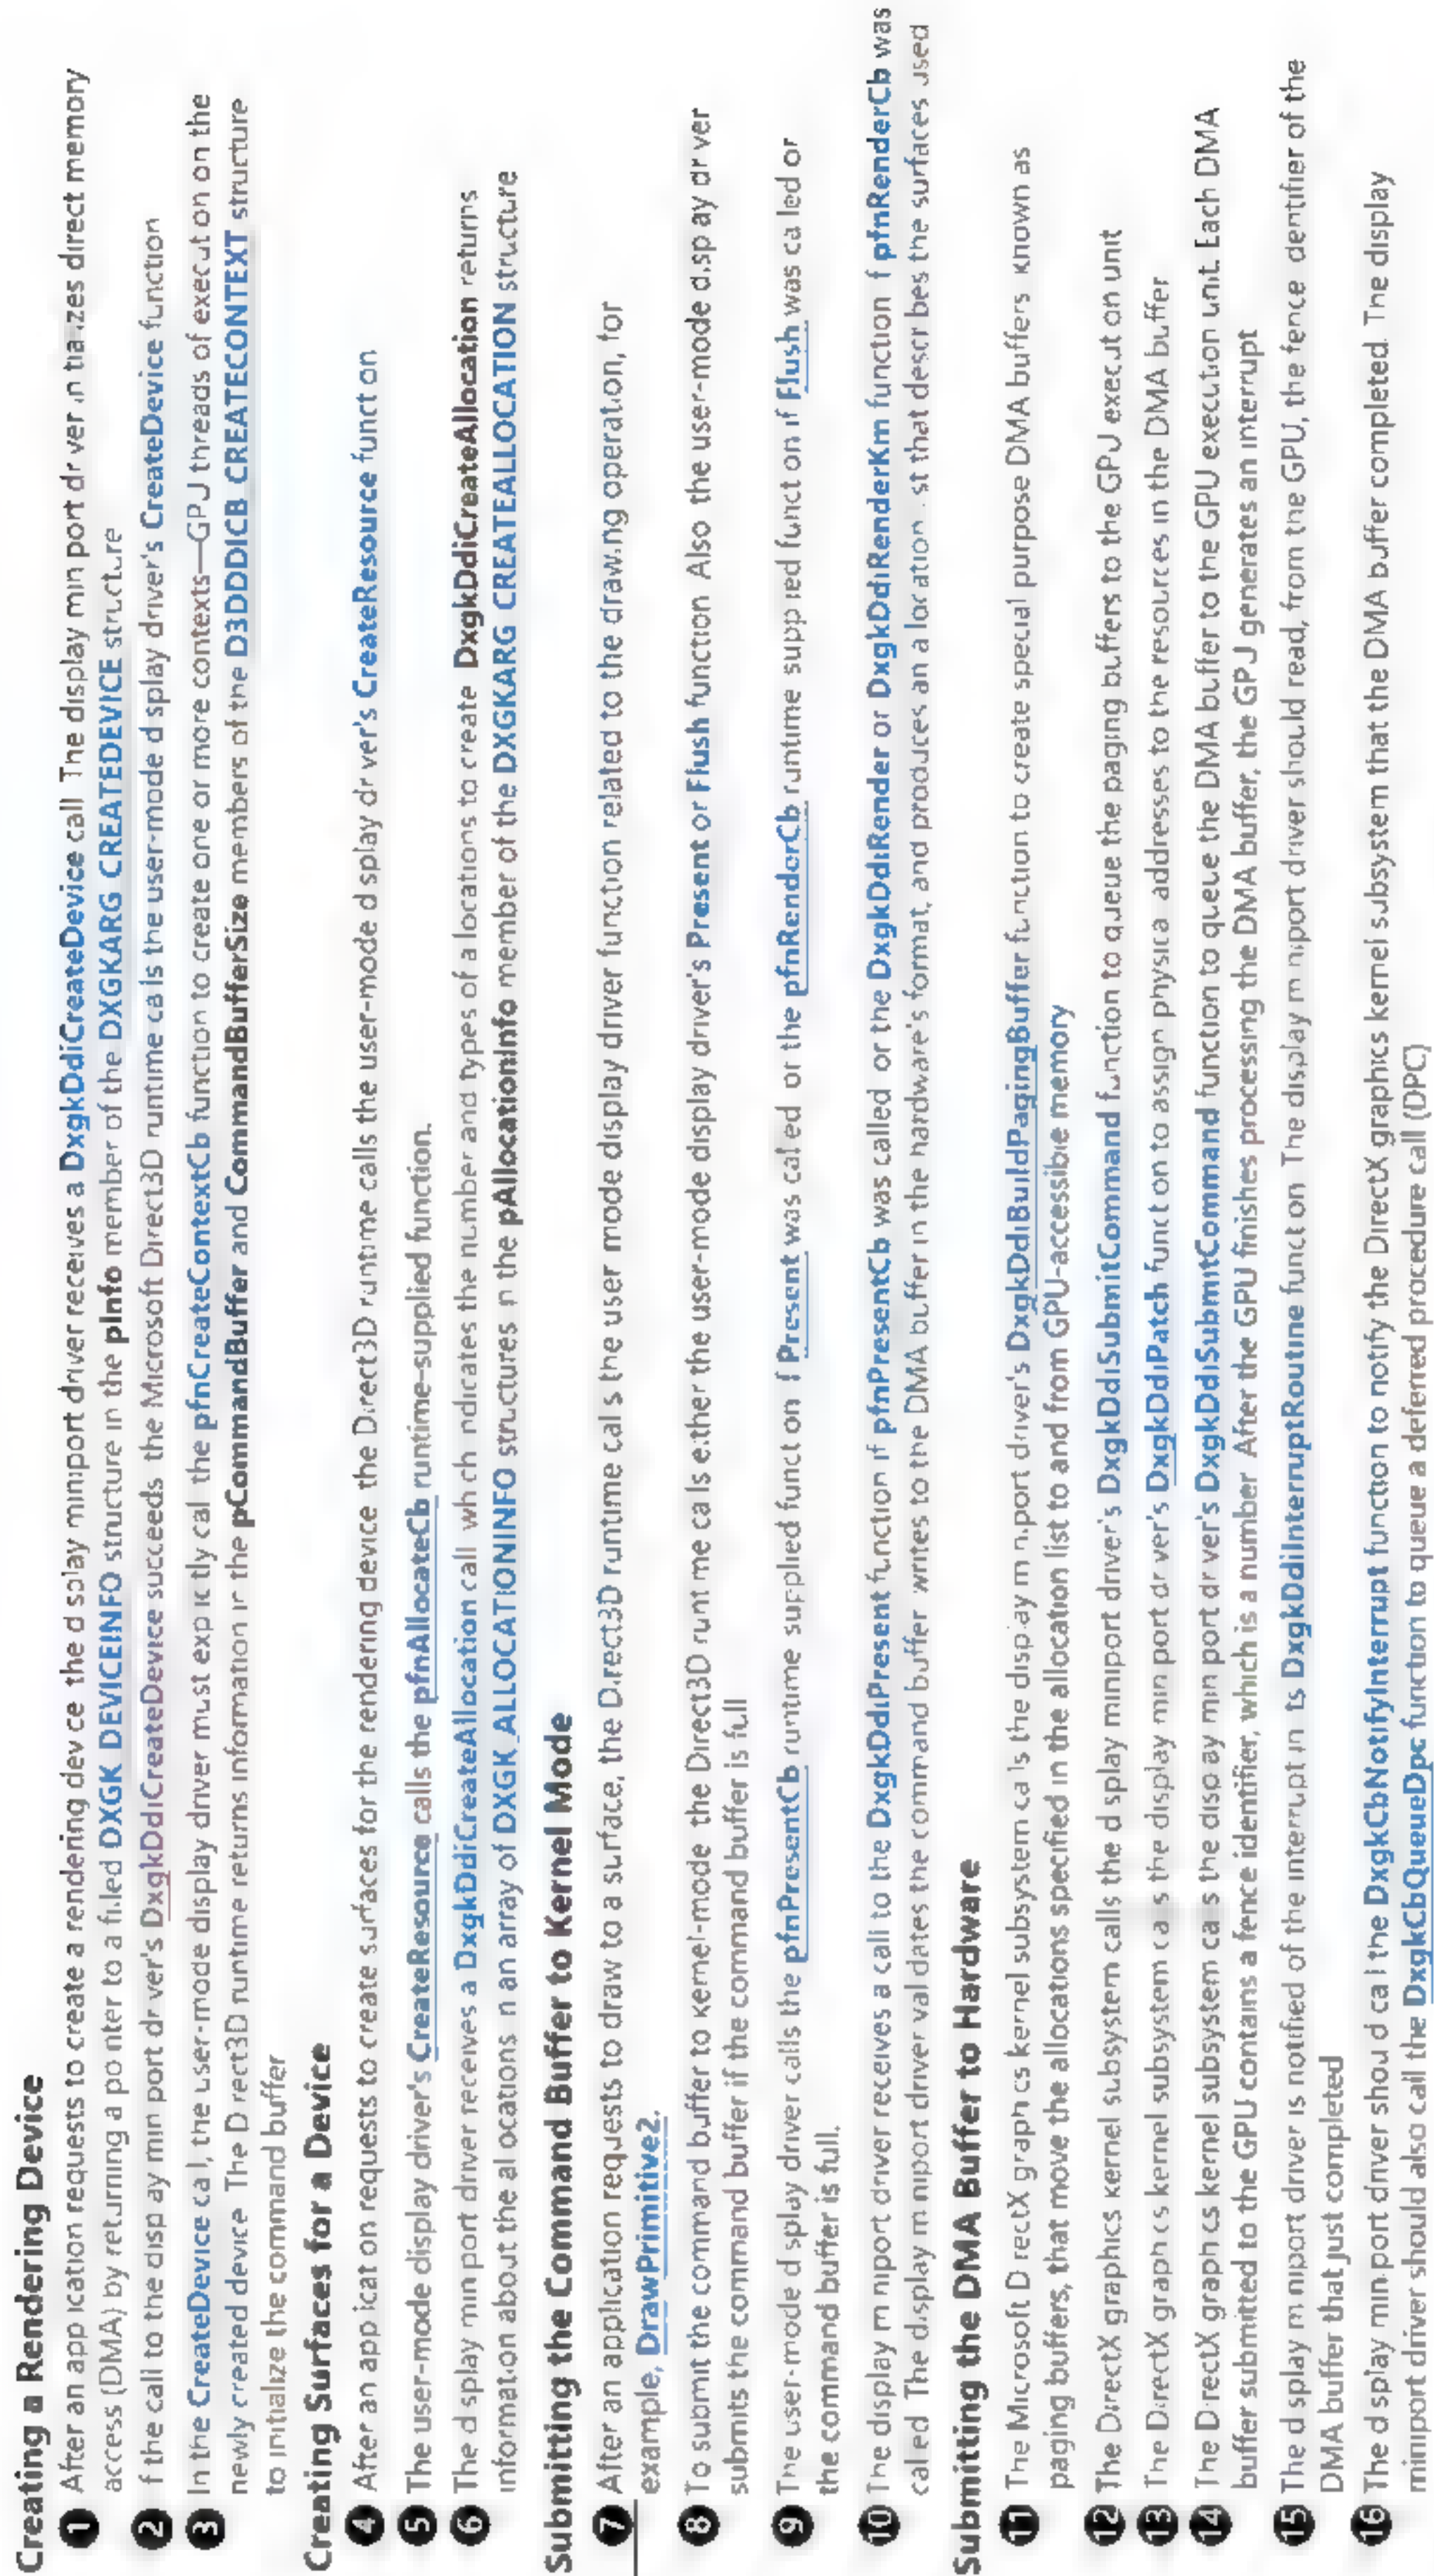 Creating a Rendering Device
1 After an application requests to create a rendering device the display miniport driver receives a DxgkDdiCreateDevice call The display miniport driver initializes direct memory
access (DMA) by returning a pointer to a filled DXGK DEVICEINFO structure in the pInfo member of the DXGKARG CREATEDEVICE structure
2 If the call to the display miniport driver's DxgkDdiCreateDevice succeeds the Microsoft Direct3D runtime calls the user-mode display driver's CreateDevice function
3 In the CreateDevice call, the user-mode display driver must explicitly call the pfnCreateContextCb function to create one or more contexts—GPU threads of execution on the
newly created device The Direct3D runtime returns information in the pCommandBuffer and CommandBufferSize members of the D3DDDICB CREATECONTEXT structure
to initialize the command buffer
Creating Surfaces for a Device
4 After an application requests to create surfaces for the rendering device the Direct3D runtime calls the user-mode display driver's CreateResource function
5 The user-mode display driver's CreateResource calls the pfnAllocateCb runtime-supplied function.
6 The display miniport driver receives a DxgkDdiCreateAllocation call which indicates the number and types of allocations to create DxgkDdiCreateAllocation returns
information about the allocations in an array of DXGK_ALLOCATIONINFO structures in the pAllocationInfo member of the DXGKARG CREATEALLOCATION structure
Submitting the Command Buffer to Kernel Mode
7 After an application requests to draw to a surface, the Direct3D runtime calls the user mode display driver function related to the drawing operation, for
example, DrawPrimitive2.
8 To submit the command buffer to kernel-mode the Direct3D runtime calls either the user-mode display driver's Present or Flush function Also the user-mode display driver
submits the command buffer if the command buffer is full
9 The user-mode display driver calls the pfnPresentCb runtime supplied function if Present was called or the pfnRenderCb runtime supplied function if Flush was called or
the command buffer is full.
10 The display miniport driver receives a call to the DxgkDdiPresent function if pfnPresentCb was called or the DxgkDdiRender or DxgkDdiRenderKm function if pfnRenderCb was
called The display miniport driver validates the command buffer writes to the DMA buffer in the hardware's format, and produces an allocation list that describes the surfaces used
Submitting the DMA Buffer to Hardware
11 The Microsoft DirectX graphics kernel subsystem calls the display miniport driver's DxgkDdiBuildPagingBuffer function to create special purpose DMA buffers known as
paging buffers, that move the allocations specified in the allocation list to and from GPU-accessible memory
12 The DirectX graphics kernel subsystem calls the display miniport driver's DxgkDdiSubmitCommand function to queue the paging buffers to the GPU execution unit
13 The DirectX graphics kernel subsystem calls the display miniport driver's DxgkDdiPatch function to assign physical addresses to the resources in the DMA buffer
14 The DirectX graphics kernel subsystem calls the display miniport driver's DxgkDdiSubmitCommand function to queue the DMA buffer to the GPU execution unit. Each DMA
buffer submitted to the GPU contains a fence identifier, which is a number After the GPU finishes processing the DMA buffer, the GPU generates an interrupt
15 The display miniport driver is notified of the interrupt in its DxgkDdiInterruptRoutine function The display miniport driver should read, from the GPU, the fence identifier of the
DMA buffer that just completed
16 The display miniport driver should call the DxgkCbNotifyInterrupt function to notify the DirectX graphics kernel subsystem that the DMA buffer completed. The display
miniport driver should also call the DxgkCbQueueDpc function to queue a deferred procedure call (DPC)